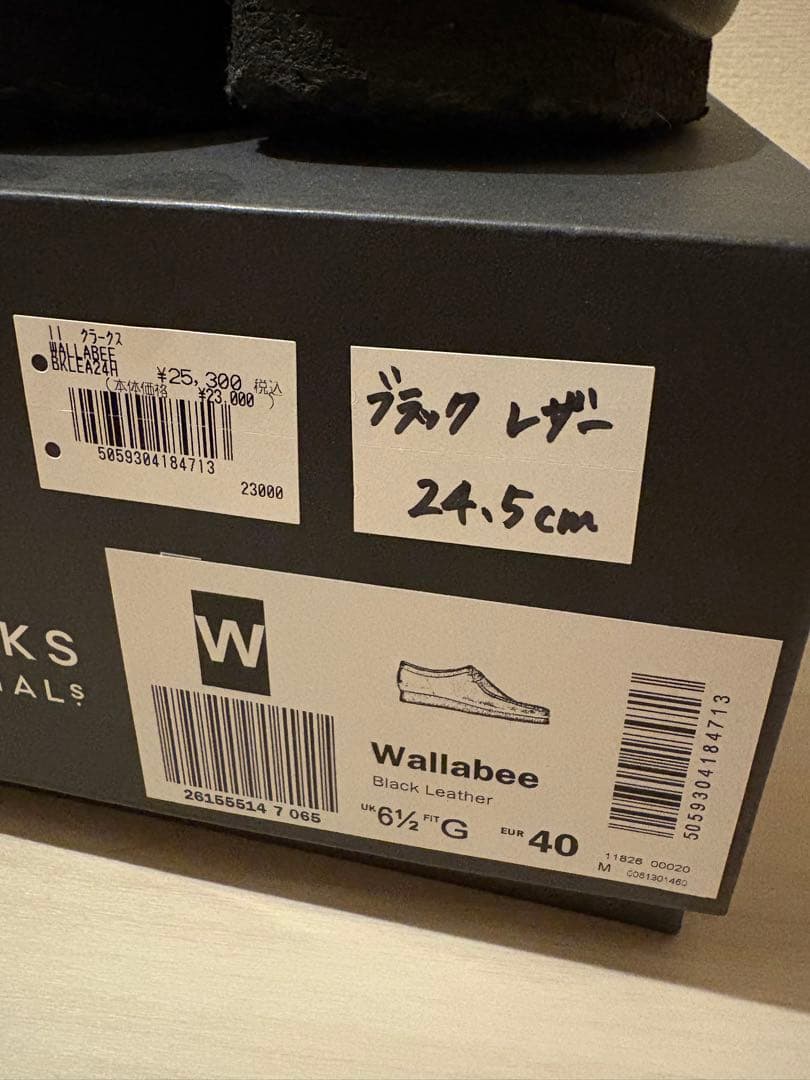 11 クラークス
WALLABEE
BKLEA24H
¥25,300 税込
(本体価格 ¥23,000 )
5059304184713
23000
ブラック レザー
24.5cm
KS
IALS.
W
26155514 7 065
Wallabee
Black Leather
UK 6½ FIT G EUR 40
5059304184713
11826 00020
M 0081301460